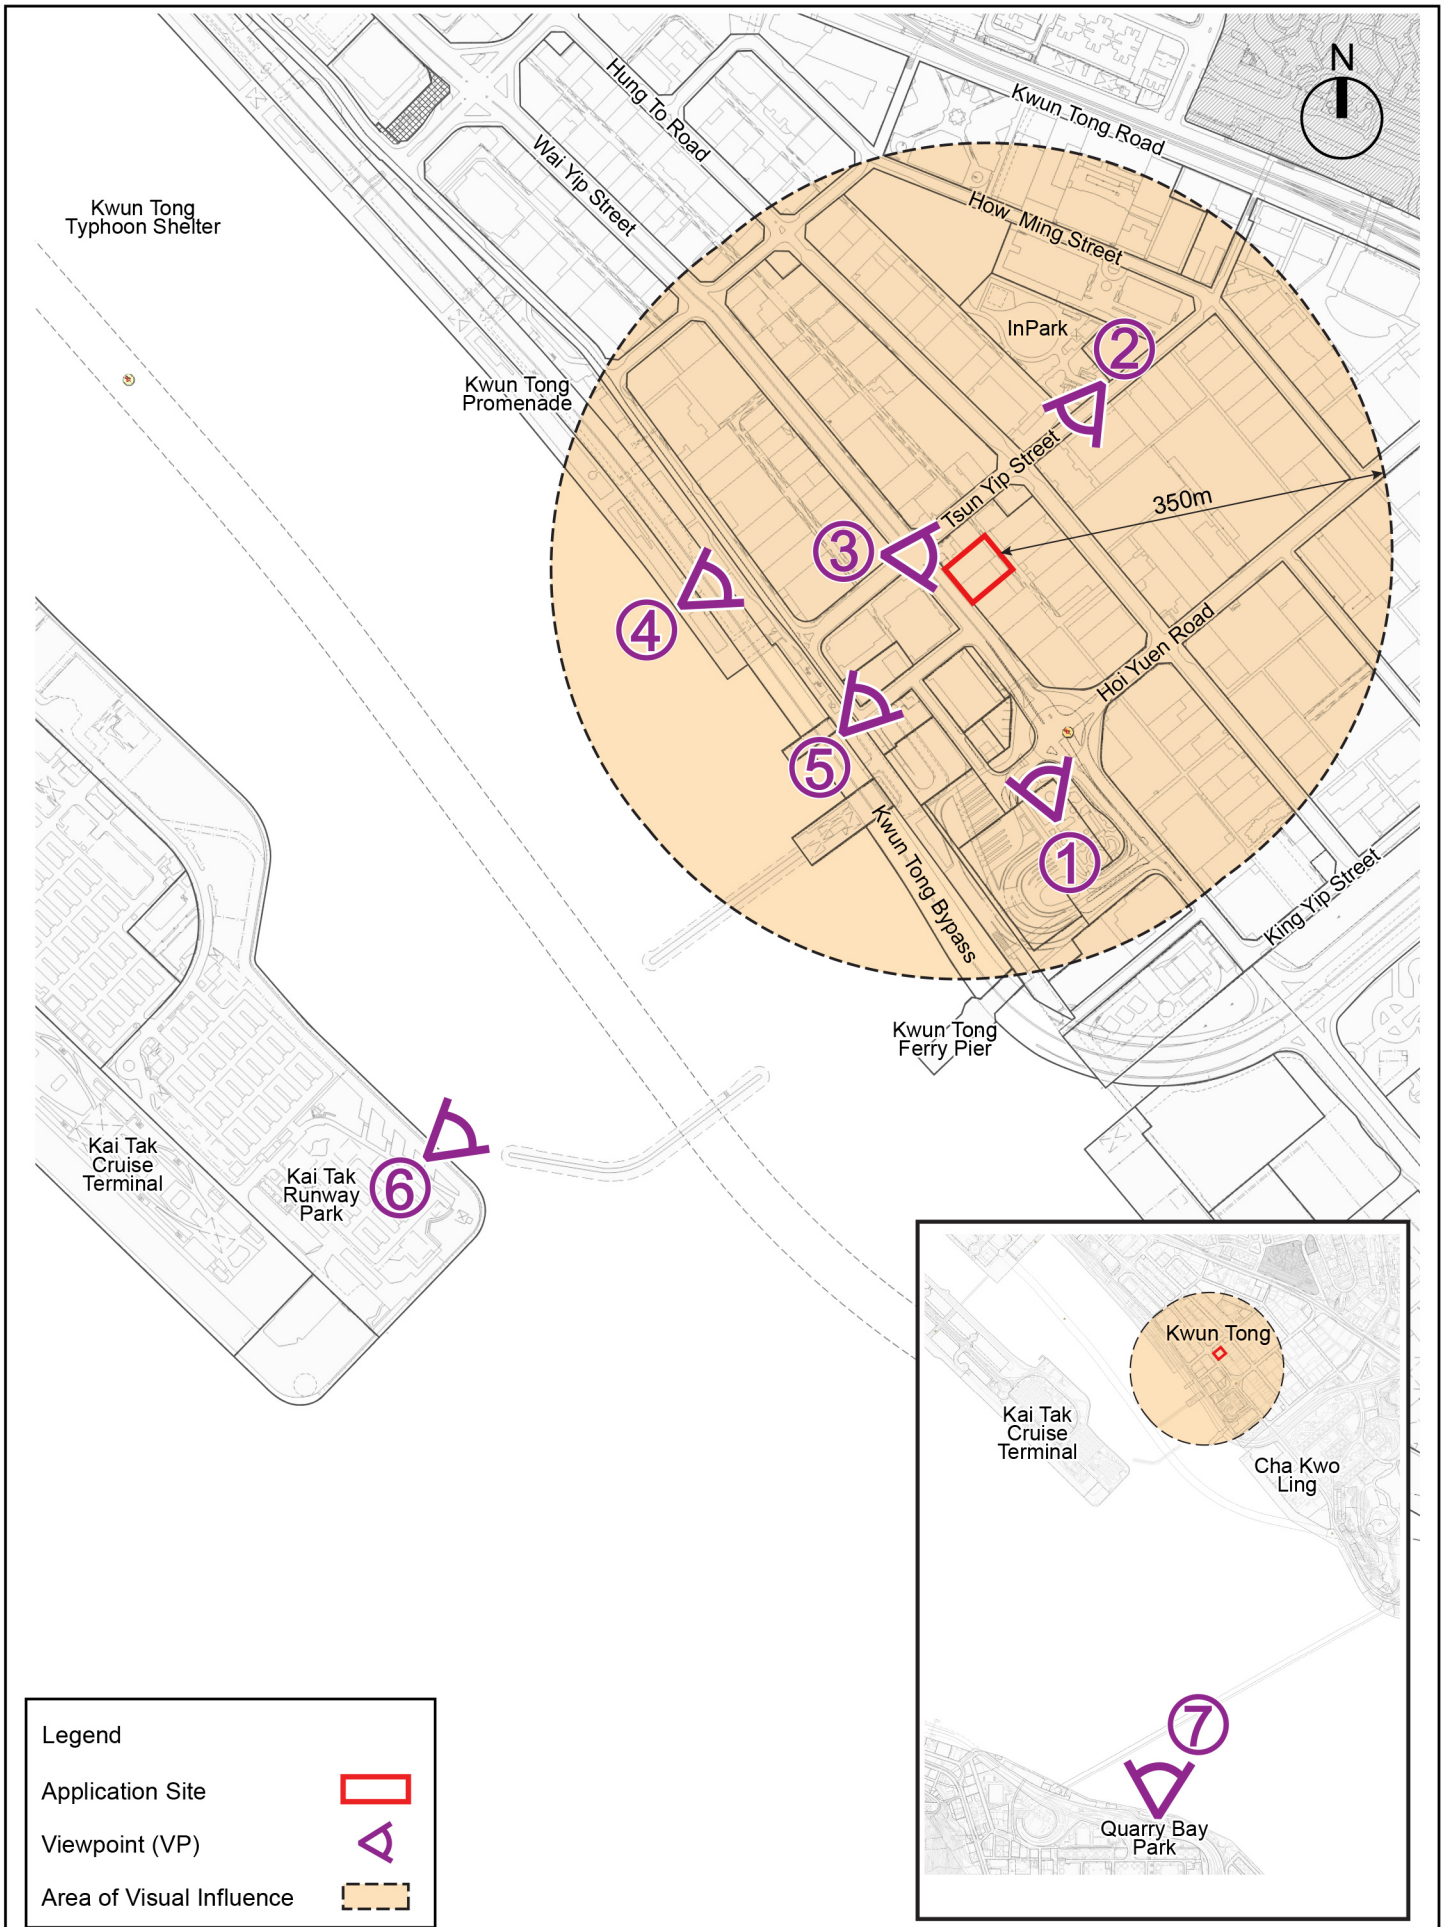 N
Kwun Tong Road
Hung To Road
Wai Yip Street
Kwun Tong
Typhoon Shelter
How Ming Street
InPark
②
Kwun Tong
Promenade
Tsun Yip Street
350m
③
④
Hoi Yuen Road
⑤
①
Kwun Tong Bypass
King Yip Street
Kwun Tong
Ferry Pier
Kai Tak
Cruise
Terminal
Kai Tak
Runway
Park
⑥
Kwun Tong
Kai Tak
Cruise
Terminal
Cha Kwo
Ling
⑦
Quarry Bay
Park
Legend
Application Site
Viewpoint (VP)
Area of Visual Influence